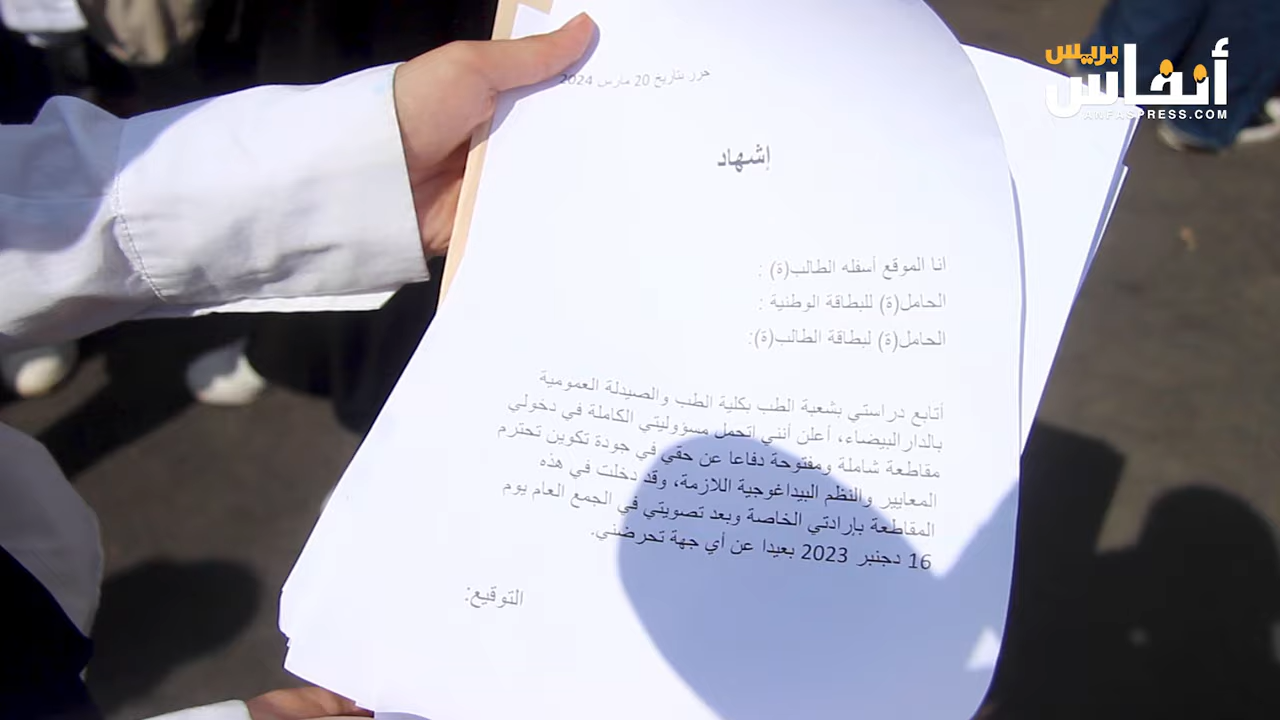 أنفاس بريس
ANFASPRESS.COM
حرر بتاريخ 20 مارس 2024
إشهاد
انا الموقع أسفله الطالب(ة) :
الحامل(ة) للبطاقة الوطنية :
الحامل(ة) لبطاقة الطالب(ة):
أتابع دراستي بشعبة الطب بكلية الطب والصيدلة العمومية
بالدارالبيضاء، أعلن أنني اتحمل مسؤوليتي الكاملة في دخولي
مقاطعة شاملة ومفتوحة دفاعا عن حقي في جودة تكوين تحترم
المعايير والنظم البيداغوجية اللازمة، وقد دخلت في هذه
المقاطعة بإرادتي الخاصة وبعد تصويتي في الجمع العام يوم
16 دجنبر 2023 بعيدا عن أي جهة تحرضني.
التوقيع: